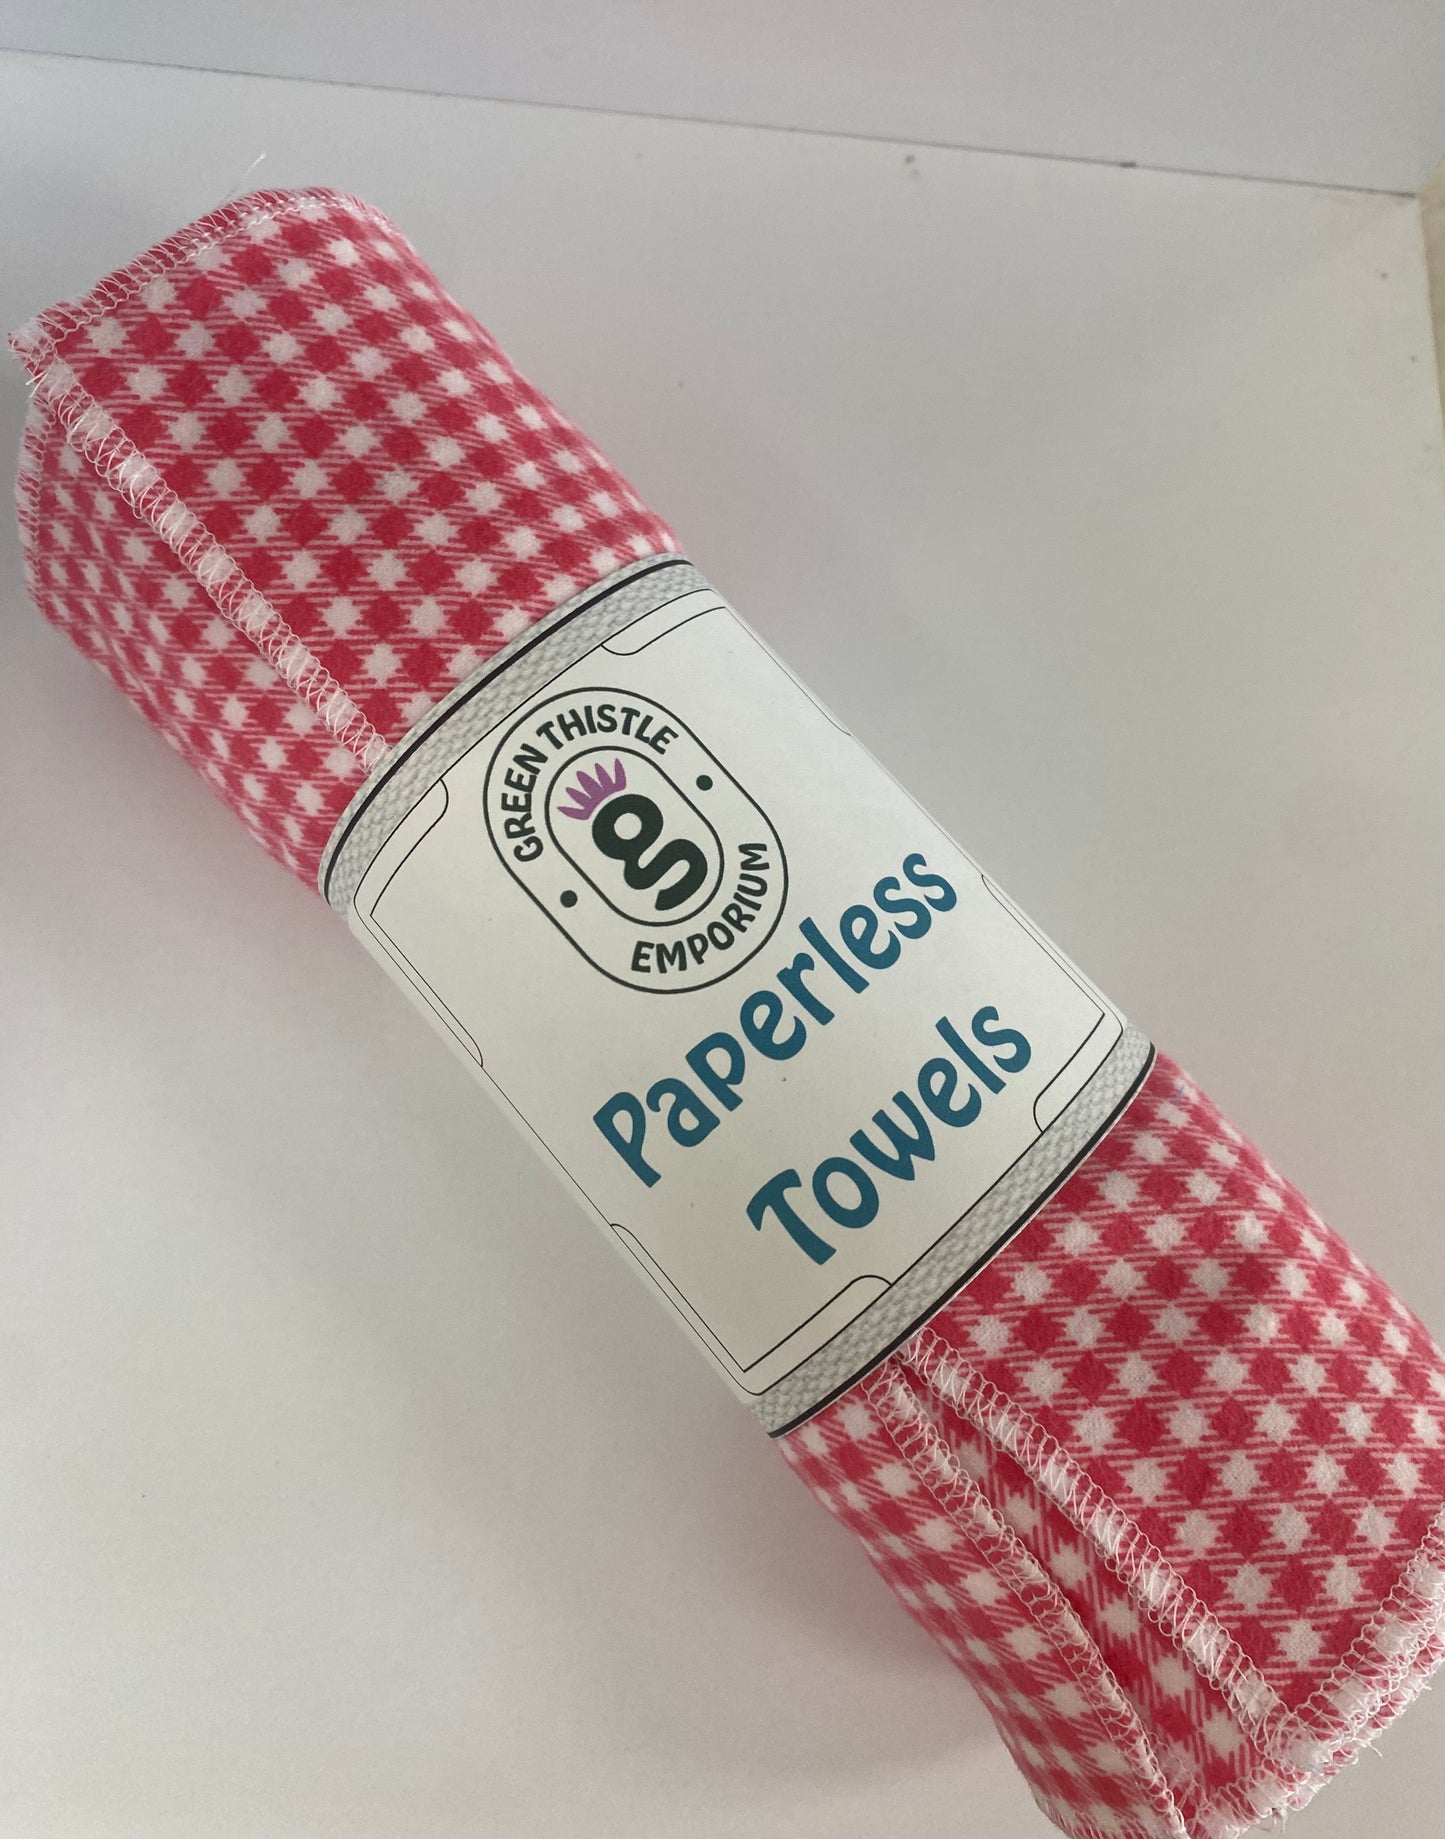 GREEN THISTLE
g
EMPORIUM
Paperless
Towels